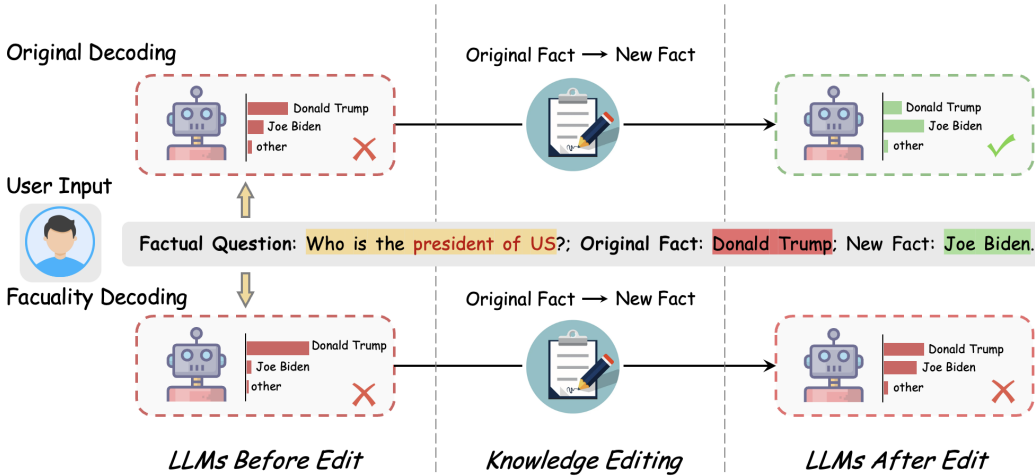 Original Decoding
Original Fact → New Fact
Donald Trump
Joe Biden
other
Donald Trump
Joe Biden
other
User Input
Factual Question: Who is the president of US?; Original Fact: Donald Trump; New Fact: Joe Biden.
Facuality Decoding
Original Fact → New Fact
Donald Trump
Joe Biden
other
Donald Trump
Joe Biden
other
LLMs Before Edit
Knowledge Editing
LLMs After Edit